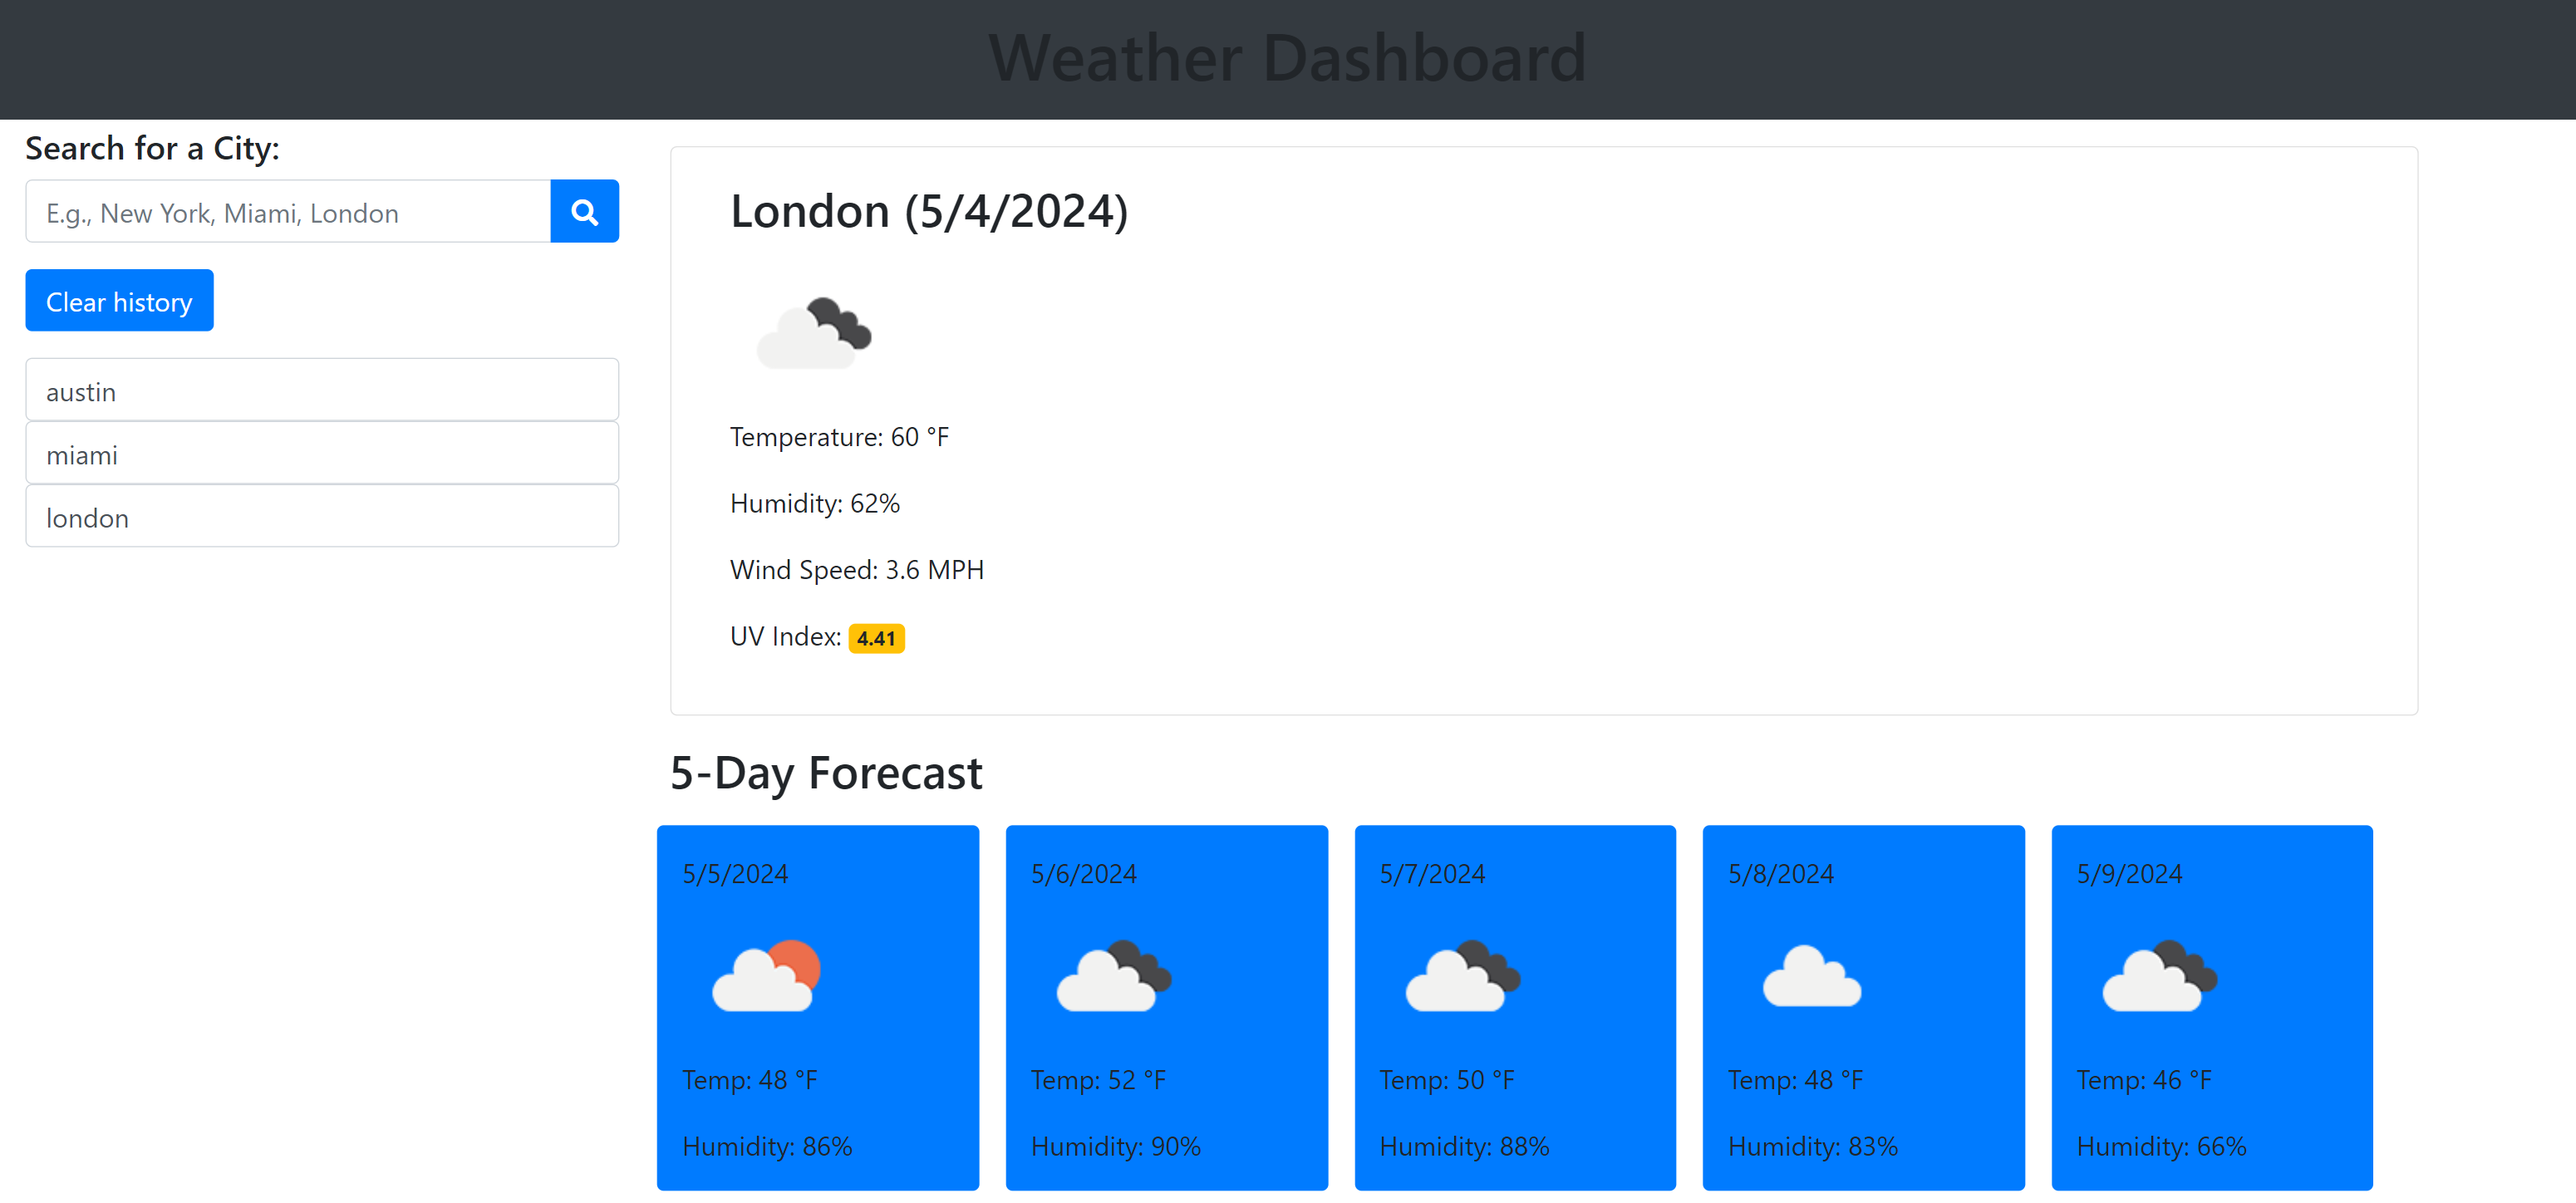 Weather Dashboard
Search for a City:
E.g., New York, Miami, London
Clear history
austin
miami
london
London (5/4/2024)
Temperature: 60 °F
Humidity: 62%
Wind Speed: 3.6 MPH
UV Index: 4.41
5-Day Forecast
5/5/2024
Temp: 48 °F
Humidity: 86%
5/6/2024
Temp: 52 °F
Humidity: 90%
5/7/2024
Temp: 50 °F
Humidity: 88%
5/8/2024
Temp: 48 °F
Humidity: 83%
5/9/2024
Temp: 46 °F
Humidity: 66%